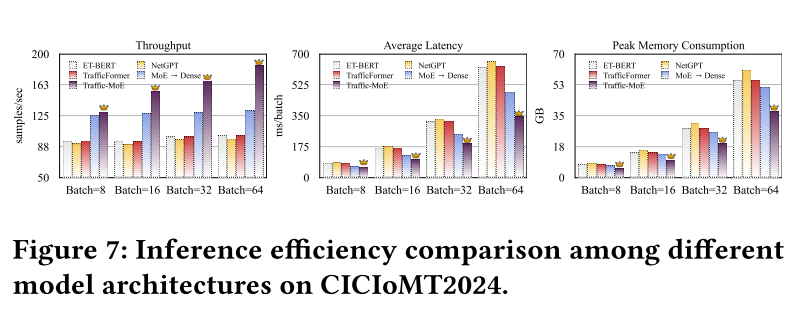 Throughput
samples/sec
200
163
125
88
50
ET-BERT
NetGPT
TrafficFormer
MoE → Dense
Traffic-MoE
Batch=8
Batch=16
Batch=32
Batch=64
Average Latency
ms/batch
700
525
350
175
0
ET-BERT
NetGPT
TrafficFormer
MoE → Dense
Traffic-MoE
Batch=8
Batch=16
Batch=32
Batch=64
Peak Memory Consumption
GB
70
53
35
18
0
ET-BERT
NetGPT
TrafficFormer
MoE → Dense
Traffic-MoE
Batch=8
Batch=16
Batch=32
Batch=64
Figure 7: Inference efficiency comparison among different
model architectures on CICIoMT2024.